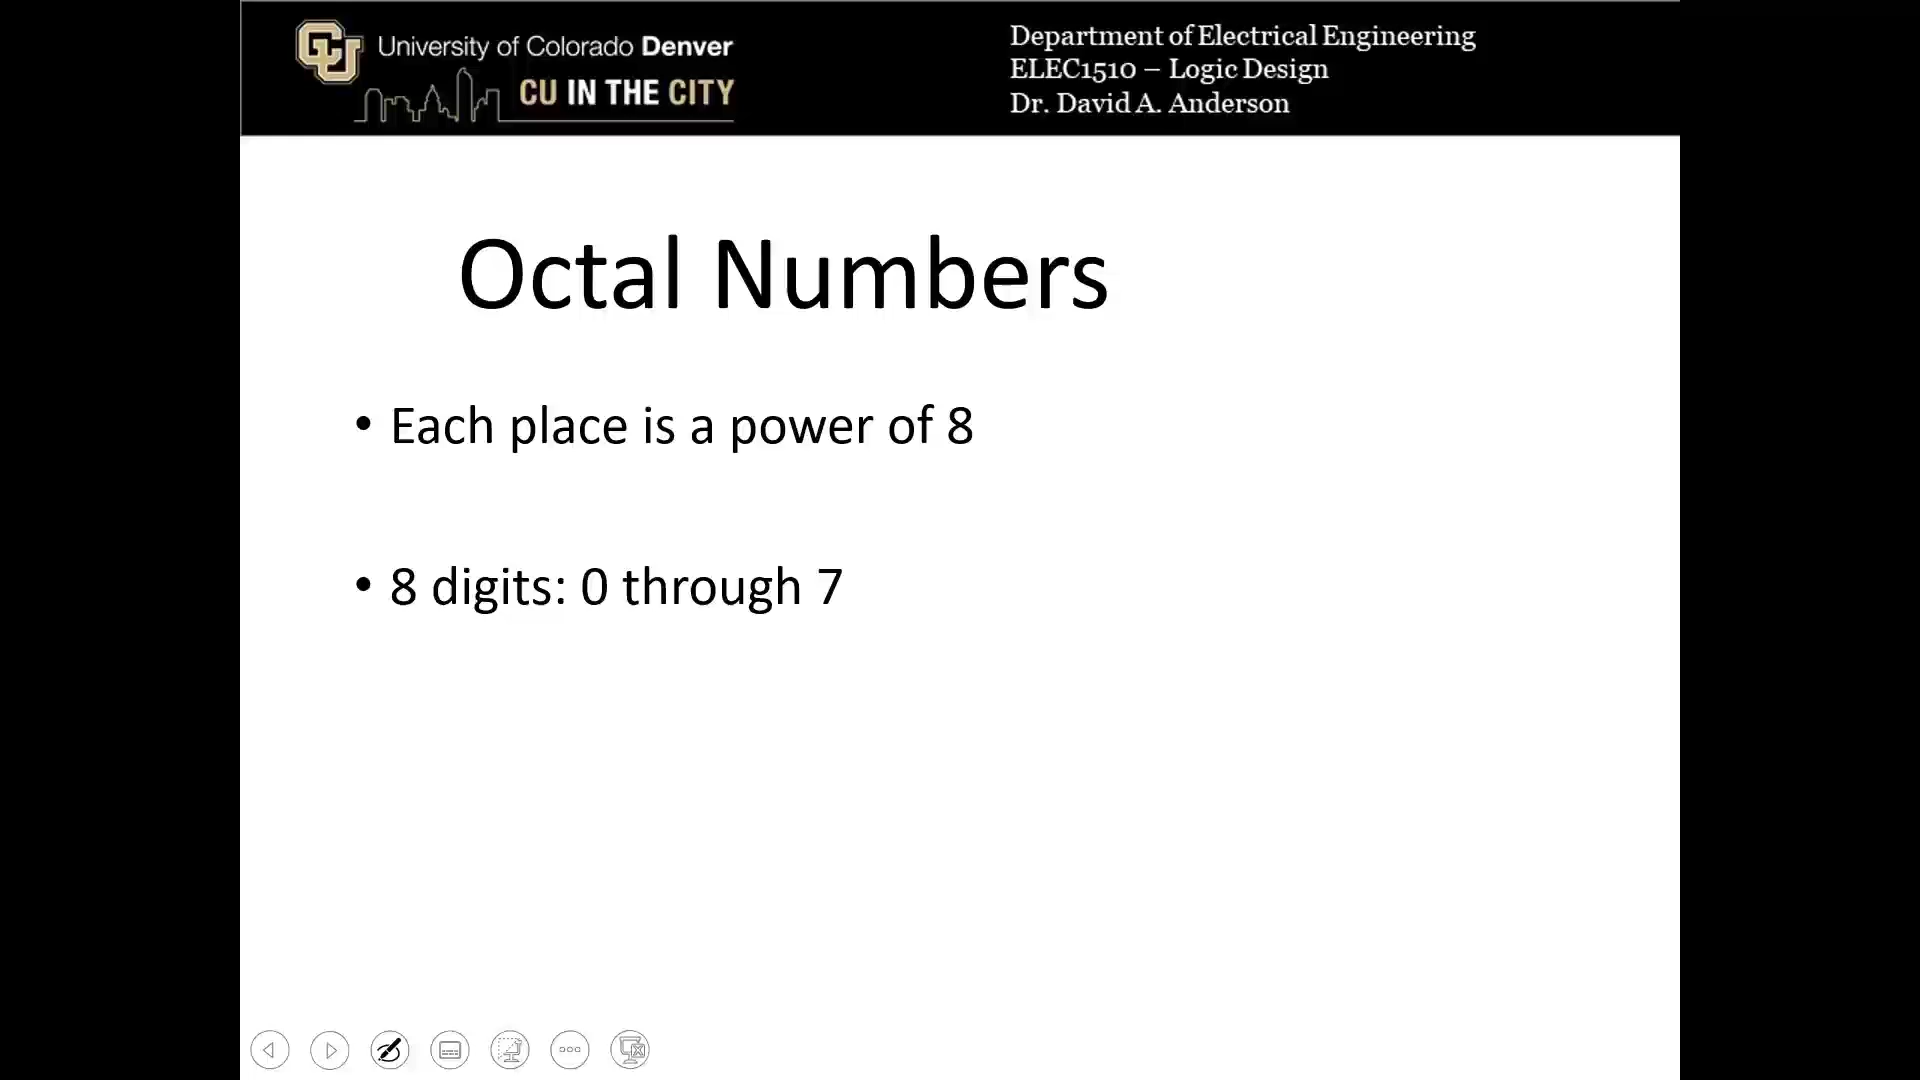 CU
University of Colorado Denver
CU IN THE CITY
Department of Electrical Engineering
ELEC1510 – Logic Design
Dr. David A. Anderson
Octal Numbers
• Each place is a power of 8
• 8 digits: 0 through 7